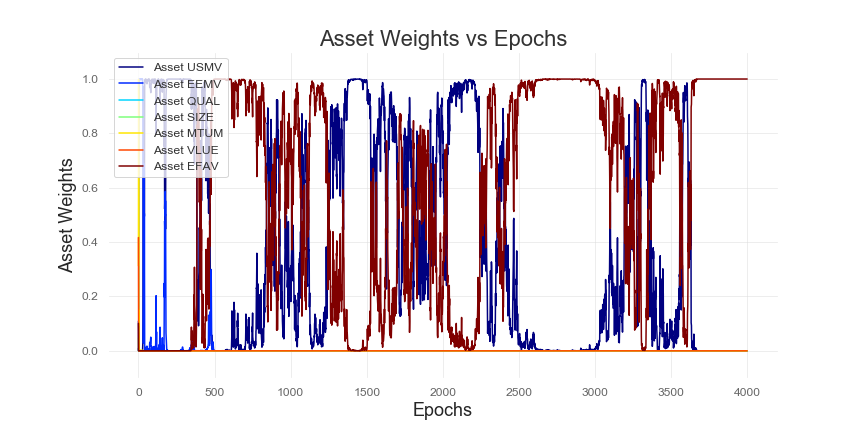 Asset Weights vs Epochs
Asset USMV
Asset EEMV
Asset QUAL
Asset SIZE
Asset MTUM
Asset VLUE
Asset EFAV
Asset Weights
1.0
0.8
0.6
0.4
0.2
0.0
0 500 1000 1500 2000 2500 3000 3500 4000
Epochs